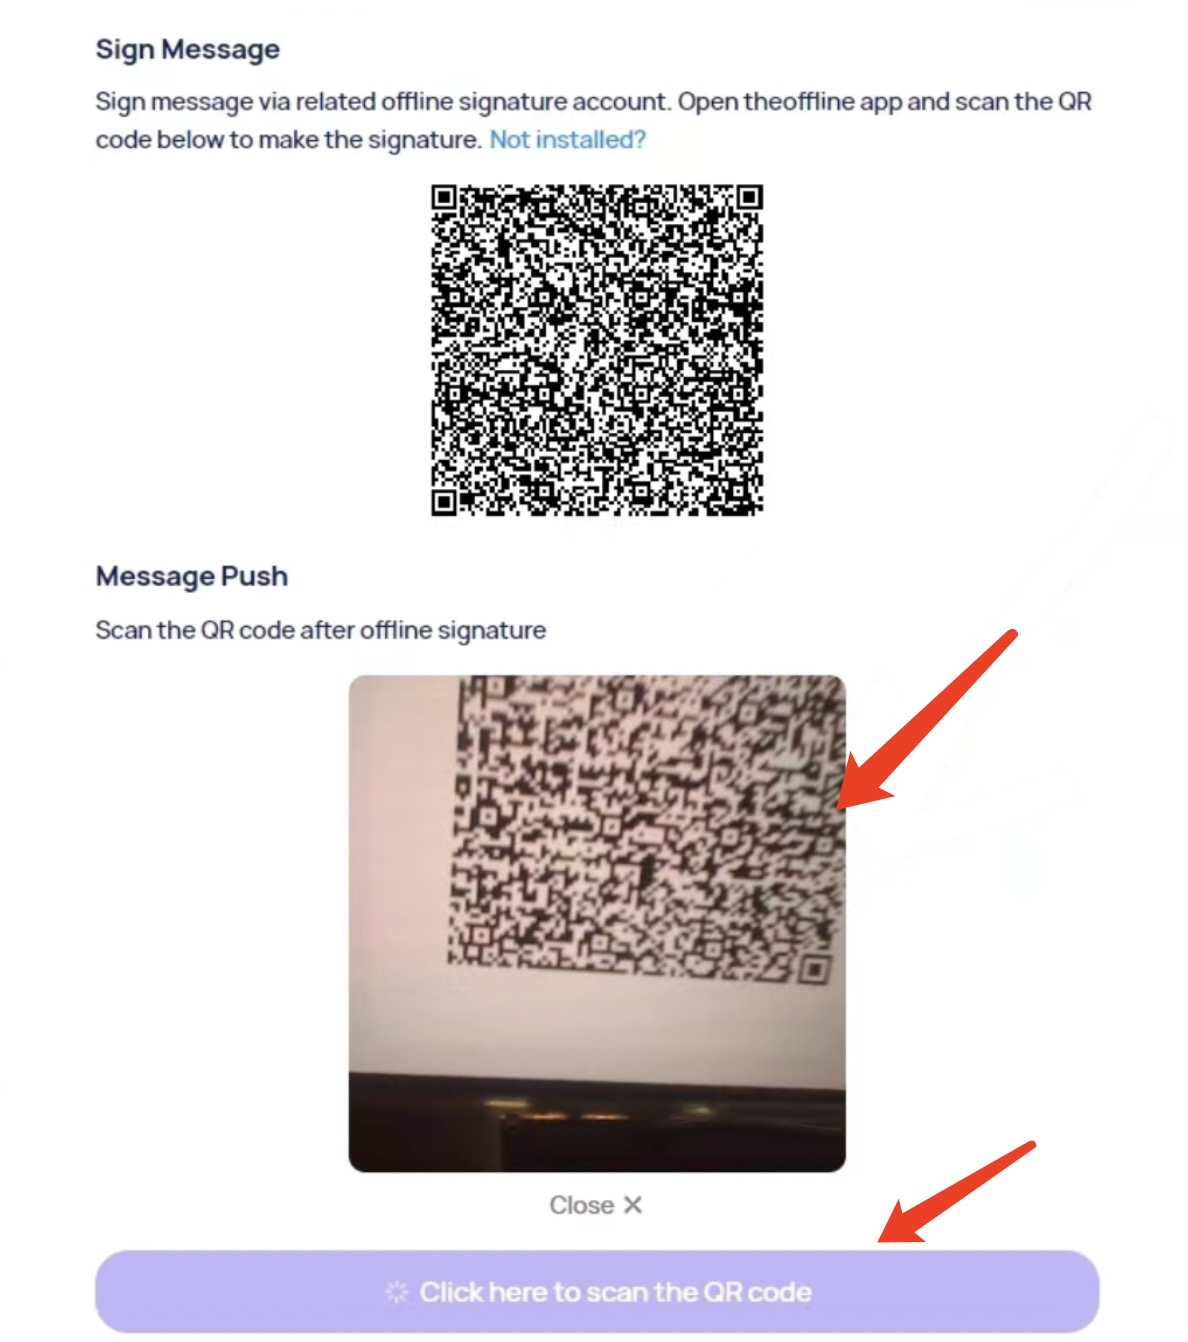 Sign Message
Sign message via related offline signature account. Open theoffline app and scan the QR
code below to make the signature. Not installed?
Message Push
Scan the QR code after offline signature
Close ✕
Click here to scan the QR code